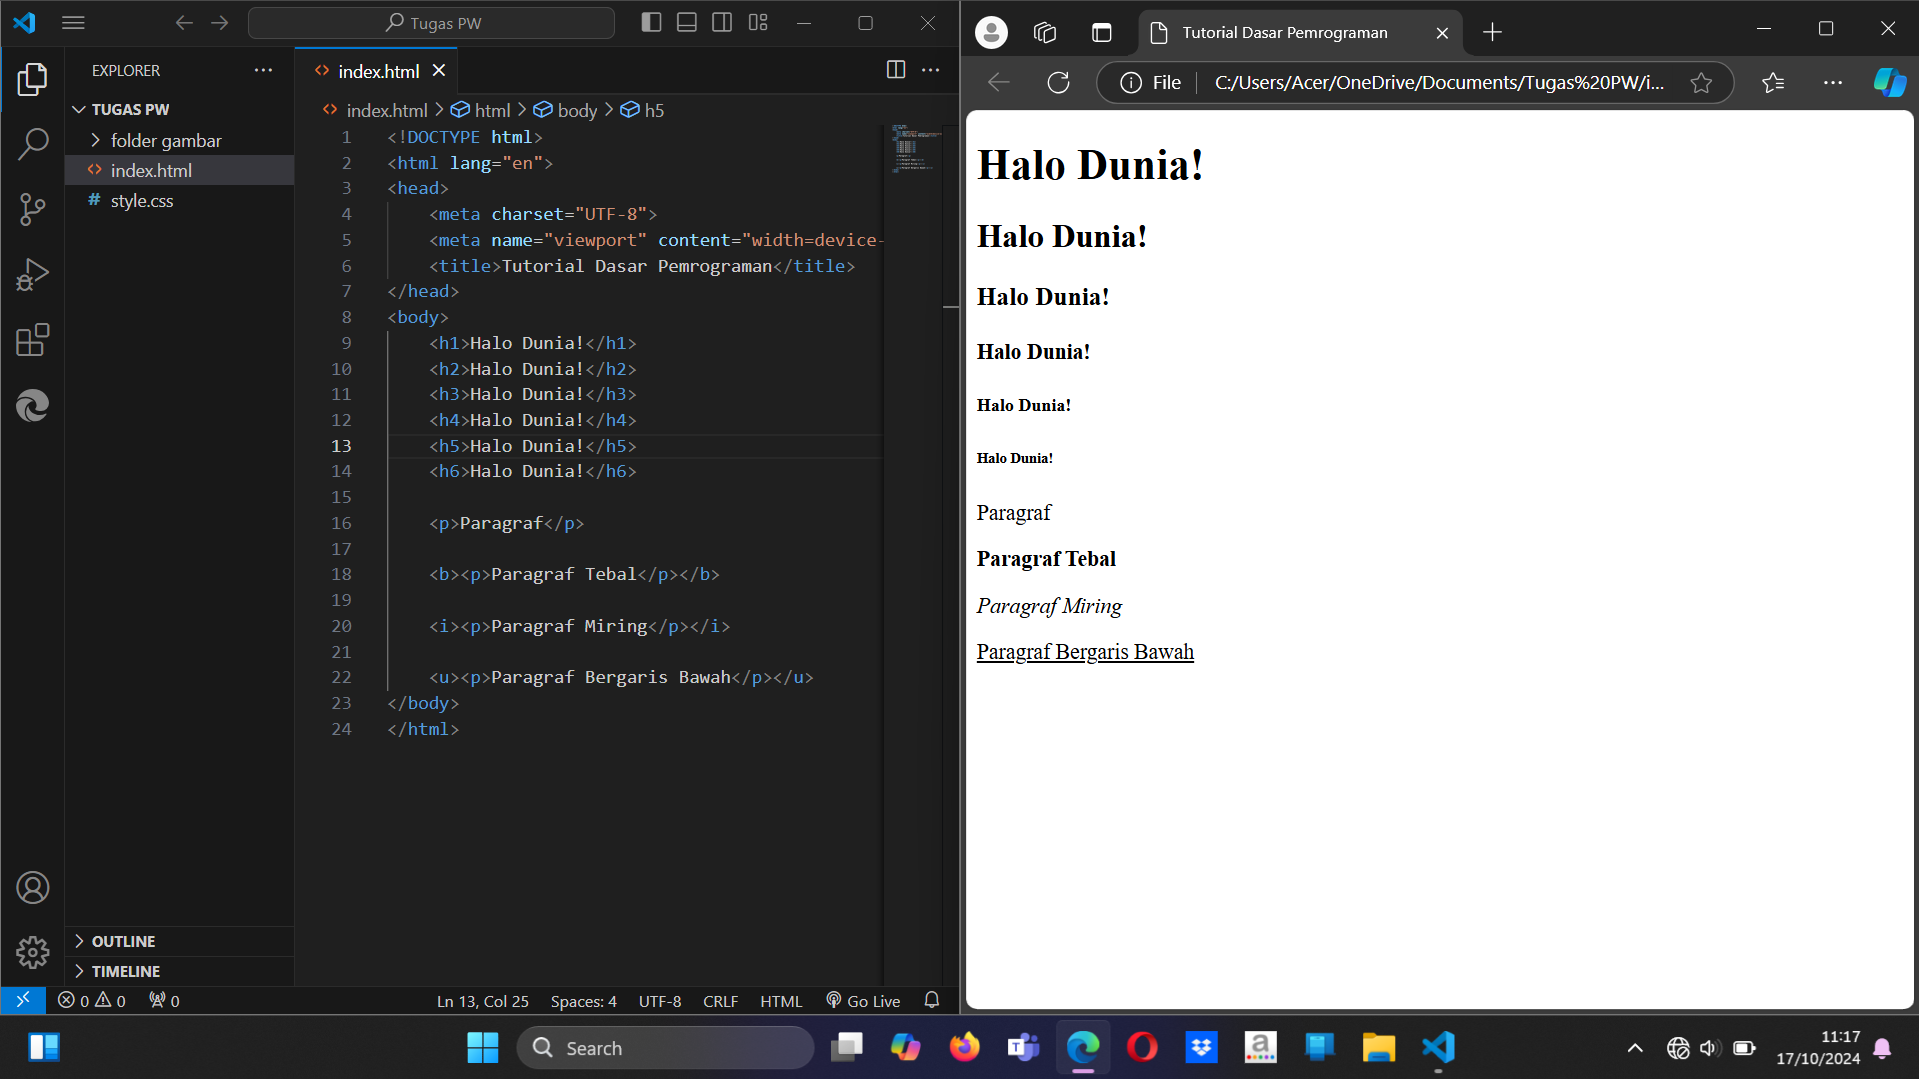 Tugas PW
EXPLORER
TUGAS PW
folder gambar
index.html
style.css
OUTLINE
TIMELINE
index.html
index.html > html > body > h5
1 <!DOCTYPE html>
2 <html lang="en">
3 <head>
4 <meta charset="UTF-8">
5 <meta name="viewport" content="width=device-
6 <title>Tutorial Dasar Pemrograman</title>
7 </head>
8 <body>
9 <h1>Halo Dunia!</h1>
10 <h2>Halo Dunia!</h2>
11 <h3>Halo Dunia!</h3>
12 <h4>Halo Dunia!</h4>
13 <h5>Halo Dunia!</h5>
14 <h6>Halo Dunia!</h6>
15
16 <p>Paragraf</p>
17
18 <b><p>Paragraf Tebal</p></b>
19
20 <i><p>Paragraf Miring</p></i>
21
22 <u><p>Paragraf Bergaris Bawah</p></u>
23 </body>
24 </html>
0 0 0 Ln 13, Col 25 Spaces: 4 UTF-8 CRLF HTML Go Live
Tutorial Dasar Pemrograman
File C:/Users/Acer/OneDrive/Documents/Tugas%20PW/i...
Halo Dunia!
Halo Dunia!
Halo Dunia!
Halo Dunia!
Halo Dunia!
Halo Dunia!
Paragraf
Paragraf Tebal
Paragraf Miring
Paragraf Bergaris Bawah
Search
11:17
17/10/2024